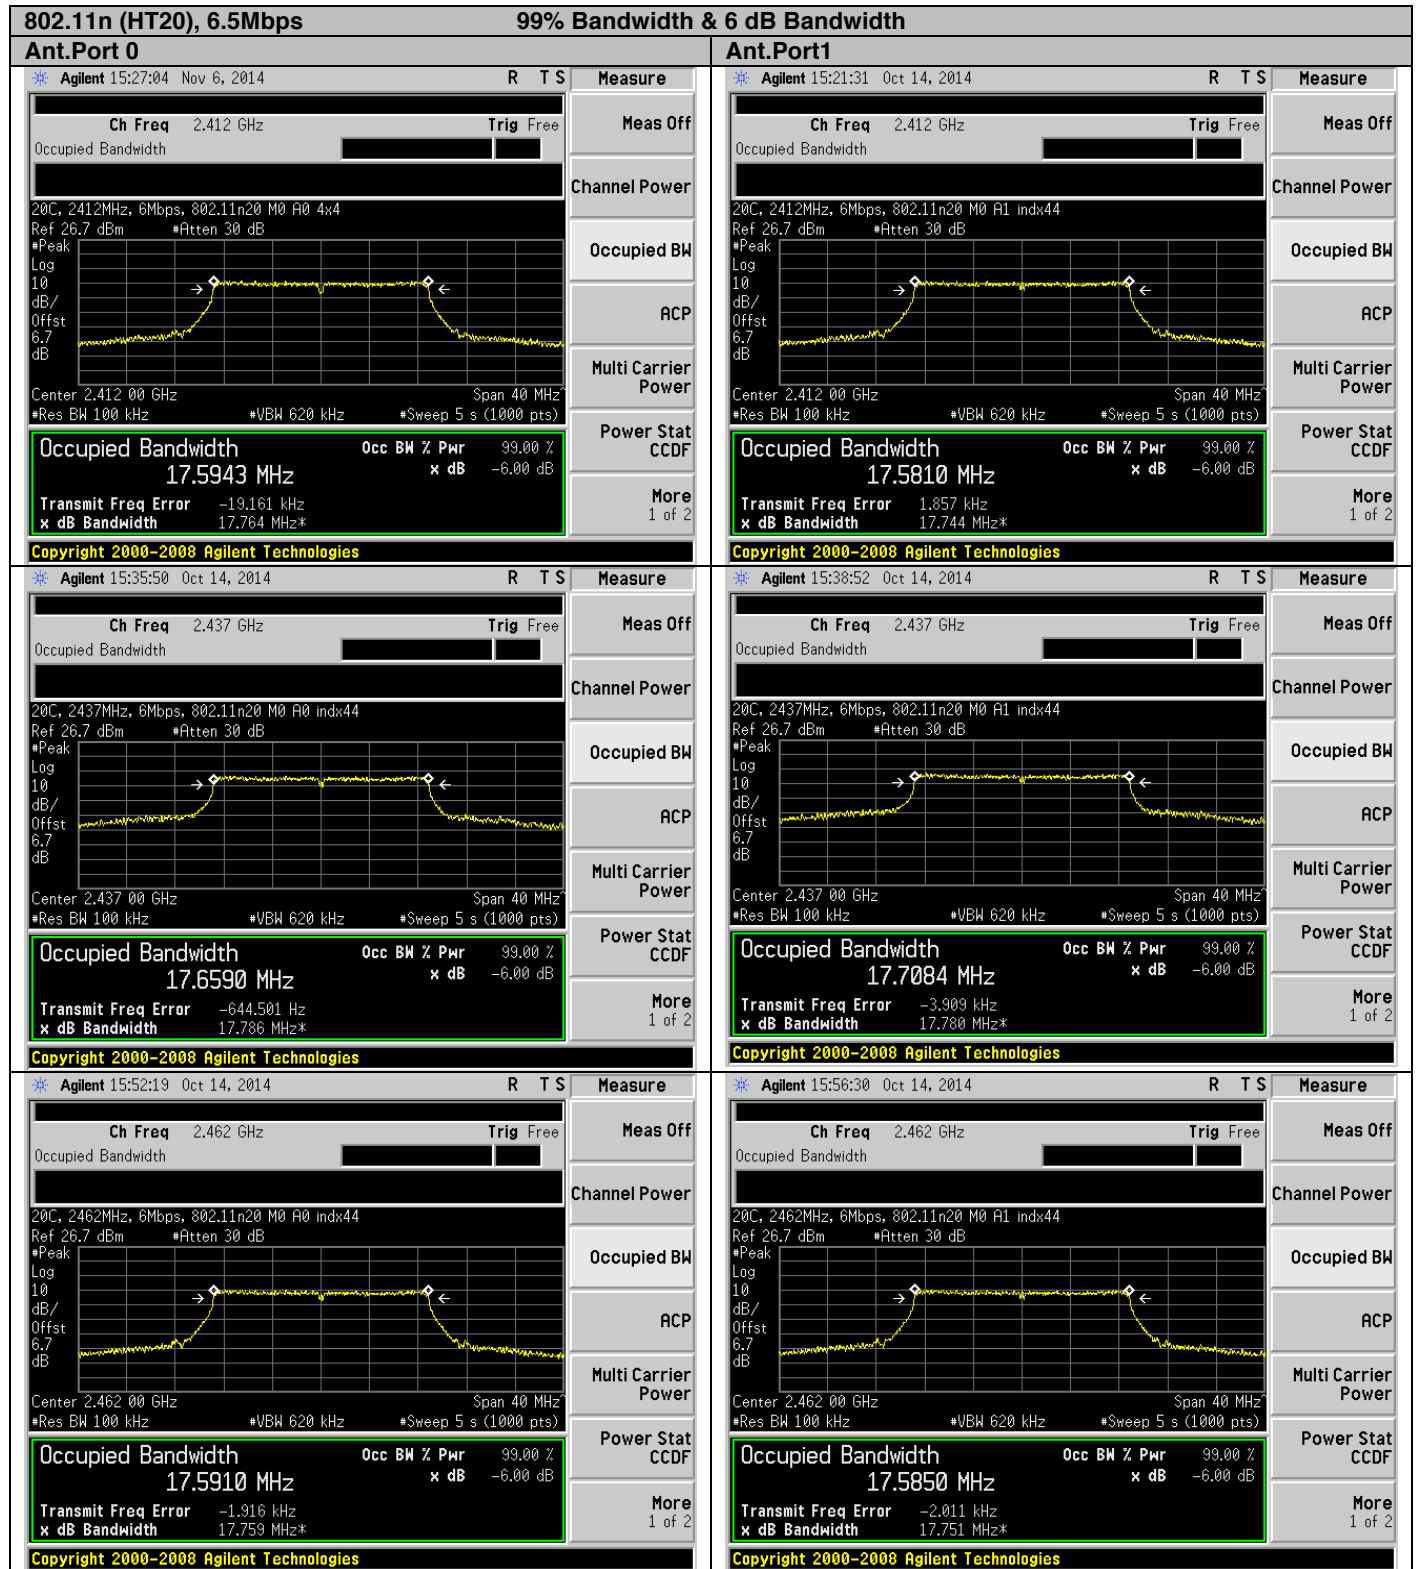 802.11n (HT20), 6.5Mbps 99% Bandwidth & 6 dB Bandwidth
Ant.Port 0
Agilent 15:27:04 Nov 6, 2014 R T S
Measure
Ch Freq 2.412 GHz Trig Free
Occupied Bandwidth
20C, 2412MHz, 6Mbps, 802.11n20 M0 A0 4x4
Ref 26.7 dBm #Atten 30 dB
#Peak
Log
10
dB/
Offst
6.7
dB
Center 2.412 00 GHz Span 40 MHz^
#Res BW 100 kHz #VBW 620 kHz #Sweep 5 s (1000 pts)
Occupied Bandwidth Occ BW % Pwr 99.00 %
17.5943 MHz x dB -6.00 dB
Transmit Freq Error -19.161 kHz
x dB Bandwidth 17.764 MHz*
Copyright 2000-2008 Agilent Technologies
Meas Off
Channel Power
Occupied BW
ACP
Multi Carrier
Power
Power Stat
CCDF
More
1 of 2
Ant.Port1
Agilent 15:21:31 Oct 14, 2014 R T S
Measure
Ch Freq 2.412 GHz Trig Free
Occupied Bandwidth
20C, 2412MHz, 6Mbps, 802.11n20 M0 A1 indx44
Ref 26.7 dBm #Atten 30 dB
#Peak
Log
10
dB/
Offst
6.7
dB
Center 2.412 00 GHz Span 40 MHz^
#Res BW 100 kHz #VBW 620 kHz #Sweep 5 s (1000 pts)
Occupied Bandwidth Occ BW % Pwr 99.00 %
17.5810 MHz x dB -6.00 dB
Transmit Freq Error 1.857 kHz
x dB Bandwidth 17.744 MHz*
Copyright 2000-2008 Agilent Technologies
Meas Off
Channel Power
Occupied BW
ACP
Multi Carrier
Power
Power Stat
CCDF
More
1 of 2
Agilent 15:35:50 Oct 14, 2014 R T S
Measure
Ch Freq 2.437 GHz Trig Free
Occupied Bandwidth
20C, 2437MHz, 6Mbps, 802.11n20 M0 A0 indx44
Ref 26.7 dBm #Atten 30 dB
#Peak
Log
10
dB/
Offst
6.7
dB
Center 2.437 00 GHz Span 40 MHz^
#Res BW 100 kHz #VBW 620 kHz #Sweep 5 s (1000 pts)
Occupied Bandwidth Occ BW % Pwr 99.00 %
17.6590 MHz x dB -6.00 dB
Transmit Freq Error -644.501 Hz
x dB Bandwidth 17.786 MHz*
Copyright 2000-2008 Agilent Technologies
Meas Off
Channel Power
Occupied BW
ACP
Multi Carrier
Power
Power Stat
CCDF
More
1 of 2
Agilent 15:38:52 Oct 14, 2014 R T S
Measure
Ch Freq 2.437 GHz Trig Free
Occupied Bandwidth
20C, 2437MHz, 6Mbps, 802.11n20 M0 A1 indx44
Ref 26.7 dBm #Atten 30 dB
#Peak
Log
10
dB/
Offst
6.7
dB
Center 2.437 00 GHz Span 40 MHz^
#Res BW 100 kHz #VBW 620 kHz #Sweep 5 s (1000 pts)
Occupied Bandwidth Occ BW % Pwr 99.00 %
17.7084 MHz x dB -6.00 dB
Transmit Freq Error -3.909 kHz
x dB Bandwidth 17.780 MHz*
Copyright 2000-2008 Agilent Technologies
Meas Off
Channel Power
Occupied BW
ACP
Multi Carrier
Power
Power Stat
CCDF
More
1 of 2
Agilent 15:52:19 Oct 14, 2014 R T S
Measure
Ch Freq 2.462 GHz Trig Free
Occupied Bandwidth
20C, 2462MHz, 6Mbps, 802.11n20 M0 A0 indx44
Ref 26.7 dBm #Atten 30 dB
#Peak
Log
10
dB/
Offst
6.7
dB
Center 2.462 00 GHz Span 40 MHz^
#Res BW 100 kHz #VBW 620 kHz #Sweep 5 s (1000 pts)
Occupied Bandwidth Occ BW % Pwr 99.00 %
17.5910 MHz x dB -6.00 dB
Transmit Freq Error -1.916 kHz
x dB Bandwidth 17.759 MHz*
Copyright 2000-2008 Agilent Technologies
Meas Off
Channel Power
Occupied BW
ACP
Multi Carrier
Power
Power Stat
CCDF
More
1 of 2
Agilent 15:56:30 Oct 14, 2014 R T S
Measure
Ch Freq 2.462 GHz Trig Free
Occupied Bandwidth
20C, 2462MHz, 6Mbps, 802.11n20 M0 A1 indx44
Ref 26.7 dBm #Atten 30 dB
#Peak
Log
10
dB/
Offst
6.7
dB
Center 2.462 00 GHz Span 40 MHz^
#Res BW 100 kHz #VBW 620 kHz #Sweep 5 s (1000 pts)
Occupied Bandwidth Occ BW % Pwr 99.00 %
17.5850 MHz x dB -6.00 dB
Transmit Freq Error -2.011 kHz
x dB Bandwidth 17.751 MHz*
Copyright 2000-2008 Agilent Technologies
Meas Off
Channel Power
Occupied BW
ACP
Multi Carrier
Power
Power Stat
CCDF
More
1 of 2